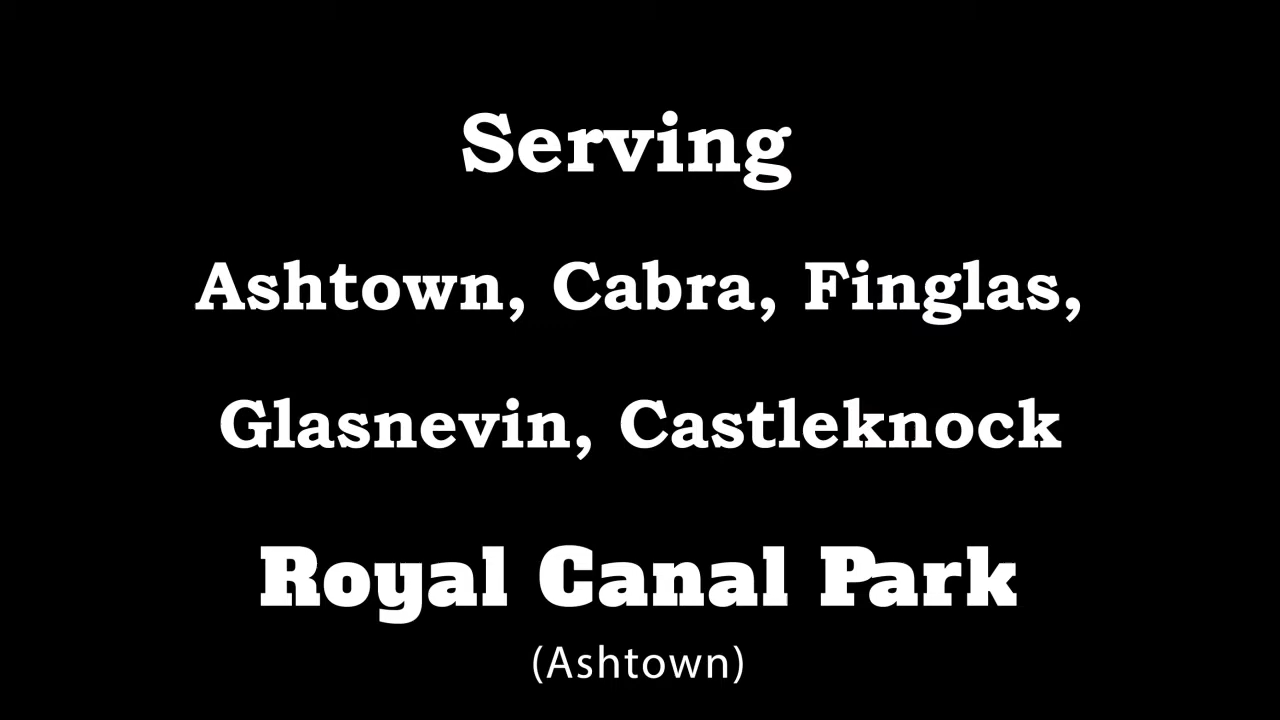 Serving
Ashtown, Cabra, Finglas,
Glasnevin, Castleknock
Royal Canal Park
(Ashtown)